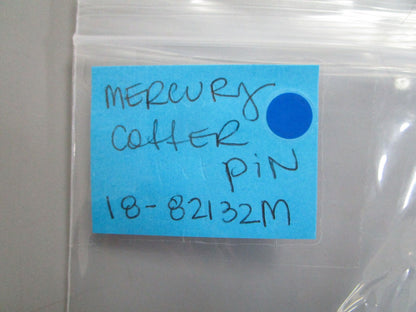 MERCURY
COTTER
PIN
18-82132M